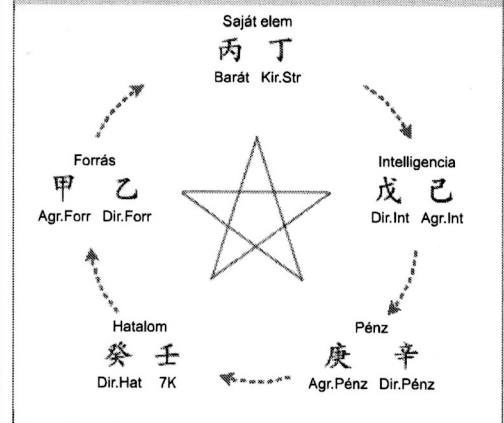 Saját elem
丙 丁
Barát Kir.Str
Forrás
甲 乙
Agr.Forr Dir.Forr
Intelligencia
戊 己
Dir.Int Agr.Int
Hatalom
癸 壬
Dir.Hat 7K
Pénz
庚 辛
Agr.Pénz Dir.Pénz